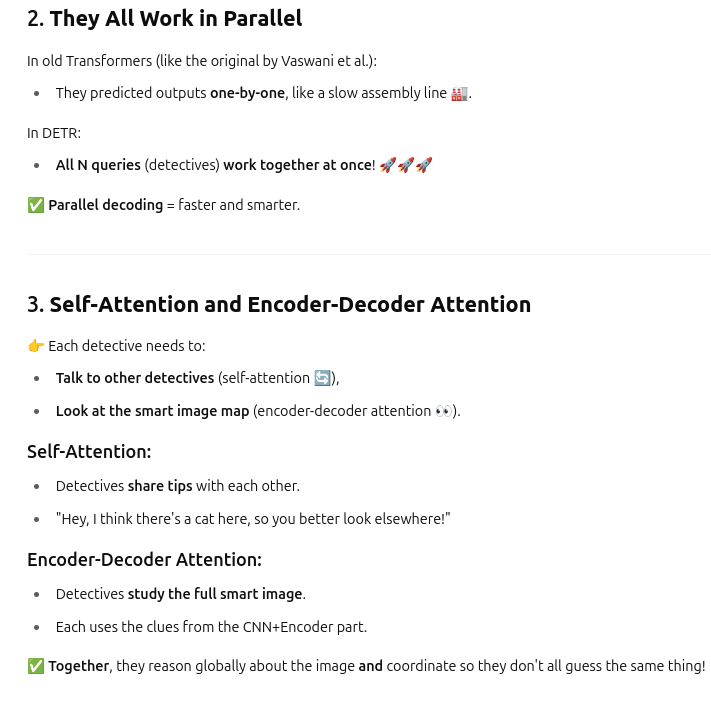 2. They All Work in Parallel
In old Transformers (like the original by Vaswani et al.):
• They predicted outputs one-by-one, like a slow assembly line 🏭.
In DETR:
• All N queries (detectives) work together at once! 🚀🚀🚀
✅ Parallel decoding = faster and smarter.
3. Self-Attention and Encoder-Decoder Attention
👉 Each detective needs to:
• Talk to other detectives (self-attention 🔄),
• Look at the smart image map (encoder-decoder attention 👀).
Self-Attention:
• Detectives share tips with each other.
• "Hey, I think there's a cat here, so you better look elsewhere!"
Encoder-Decoder Attention:
• Detectives study the full smart image.
• Each uses the clues from the CNN+Encoder part.
✅ Together, they reason globally about the image and coordinate so they don't all guess the same thing!